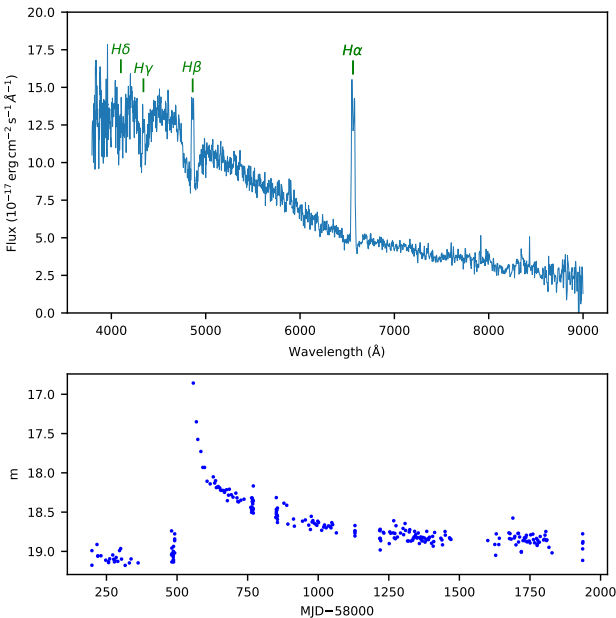 20.0
17.5
15.0
12.5
10.0
7.5
5.0
2.5
0.0
Flux (10⁻¹⁷ erg cm⁻² s⁻¹ Å⁻¹)
Hδ
Hγ
Hβ
Hα
4000 5000 6000 7000 8000 9000
Wavelength (Å)
17.0
17.5
18.0
18.5
19.0
m
250 500 750 1000 1250 1500 1750 2000
MJD−58000